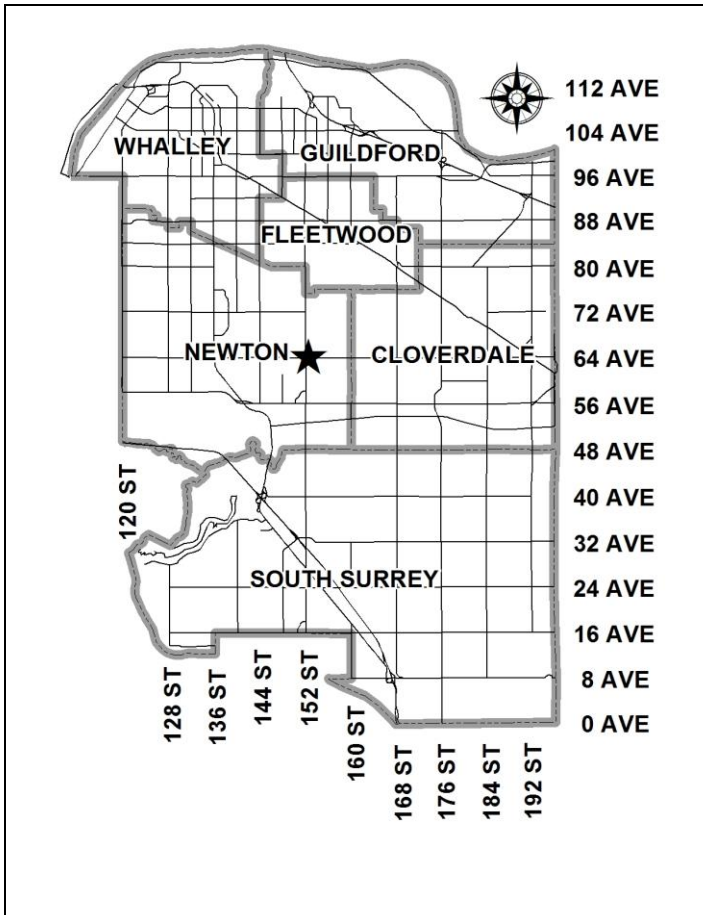 112 AVE
104 AVE
WHALLEY
GUILDFORD
96 AVE
88 AVE
FLEETWOOD
80 AVE
72 AVE
NEWTON
CLOVERDALE
64 AVE
56 AVE
48 AVE
120 ST
40 AVE
32 AVE
SOUTH SURREY
24 AVE
16 AVE
8 AVE
0 AVE
128 ST
136 ST
144 ST
152 ST
160 ST
168 ST
176 ST
184 ST
192 ST